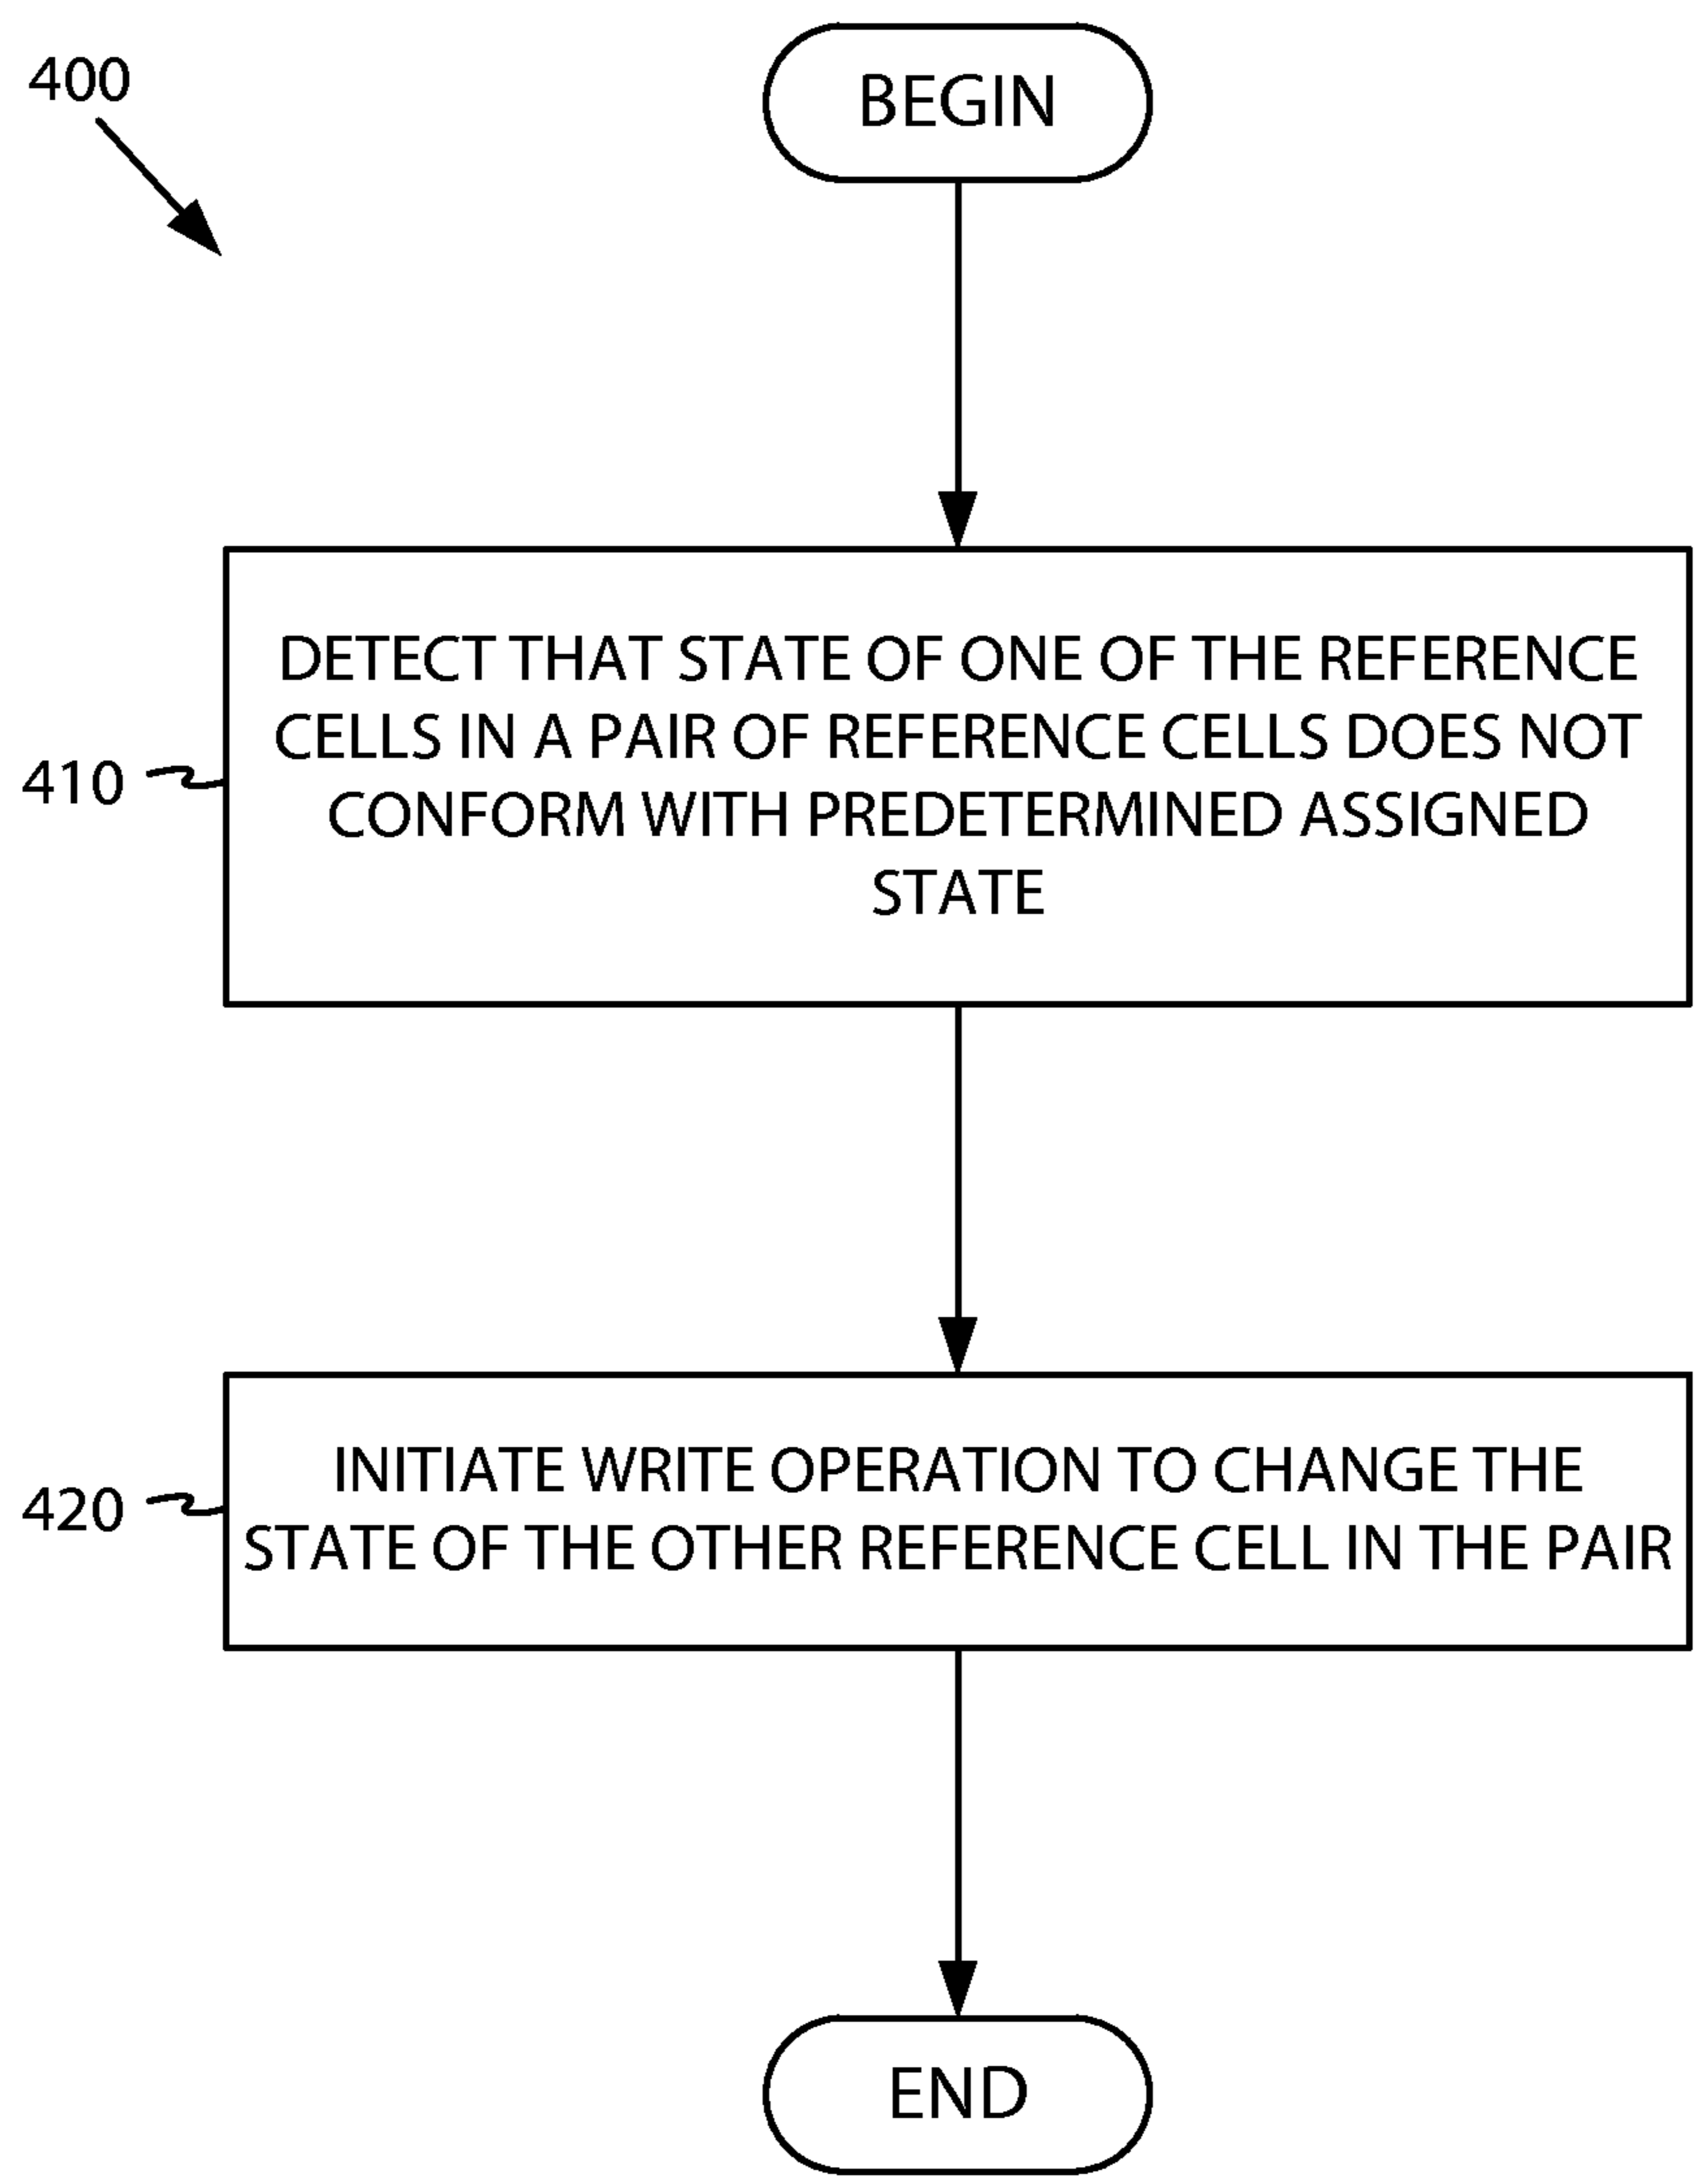 400
BEGIN
410
DETECT THAT STATE OF ONE OF THE REFERENCE
CELLS IN A PAIR OF REFERENCE CELLS DOES NOT
CONFORM WITH PREDETERMINED ASSIGNED
STATE
420
INITIATE WRITE OPERATION TO CHANGE THE
STATE OF THE OTHER REFERENCE CELL IN THE PAIR
END